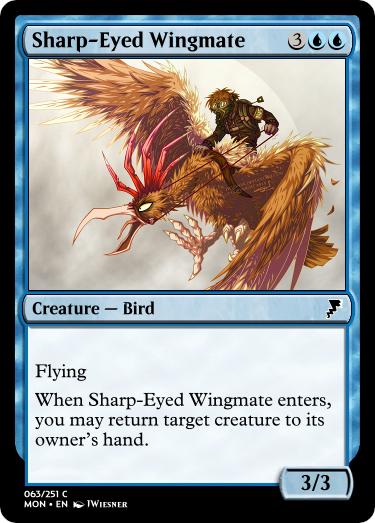 Sharp-Eyed Wingmate 3
Creature — Bird
Flying
When Sharp-Eyed Wingmate enters,
you may return target creature to its
owner's hand.
3/3
063/251 C
MON • EN JWiesner